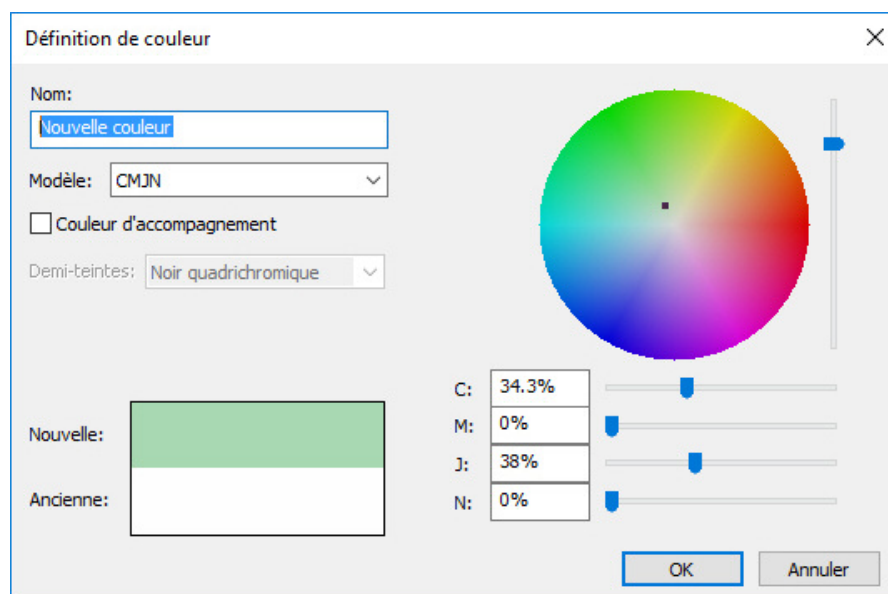 Définition de couleur
Nom:
Nouvelle couleur
Modèle: CMJN
Couleur d'accompagnement
Demi-teintes: Noir quadrichromique
Nouvelle:
Ancienne:
C: 34.3%
M: 0%
J: 38%
N: 0%
OK Annuler